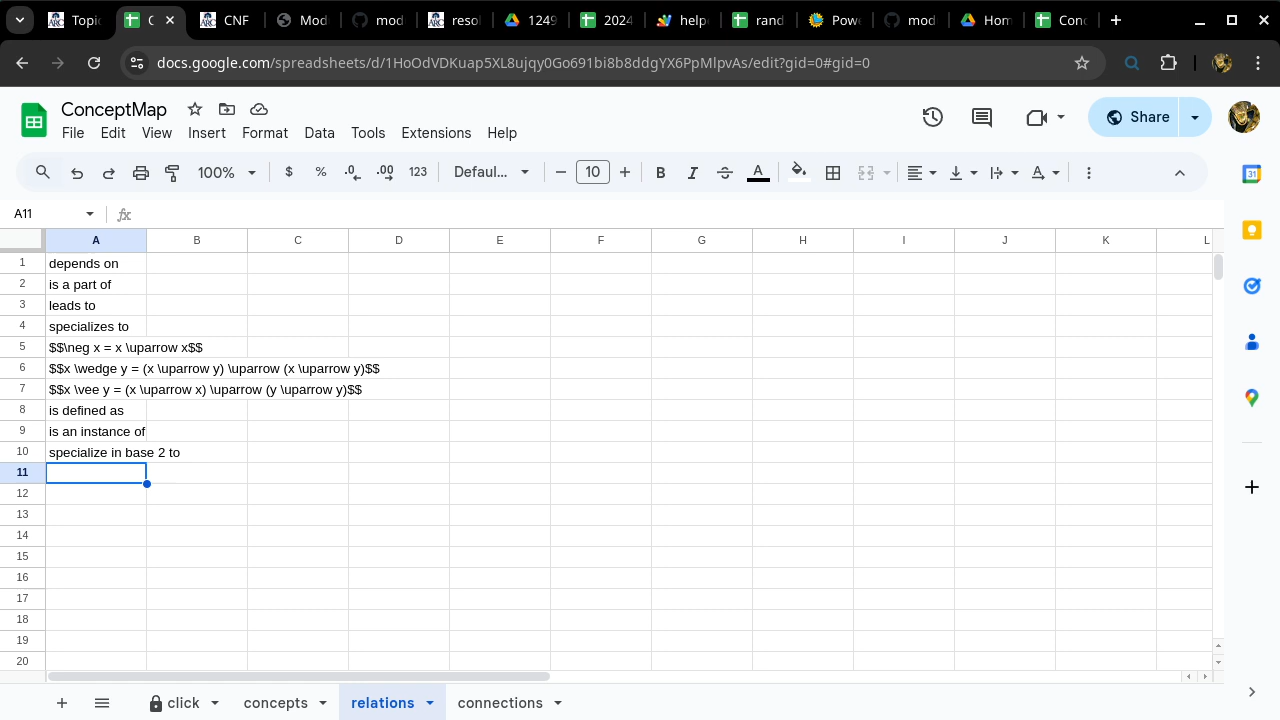 Topic
C
CNF
Mod
mod
reso
1249
2024
help
rand
Pow
mod
Hom
Conc
docs.google.com/spreadsheets/d/1HoOdVDKuap5XL8uJqy0Go691bi8b8ddgYX6PpMlpvAs/edit?gid=0#gid=0
ConceptMap
File Edit View Insert Format Data Tools Extensions Help
Share
100% $ % .0 .00 123 Defaul... 10 B I A
A11
A B C D E F G H I J K L
1 depends on
2 is a part of
3 leads to
4 specializes to
5 $$\neg x = x \uparrow x$$
6 $$x \wedge y = (x \uparrow y) \uparrow (x \uparrow y)$$
7 $$x \vee y = (x \uparrow x) \uparrow (y \uparrow y)$$
8 is defined as
9 is an instance of
10 specialize in base 2 to
11
12
13
14
15
16
17
18
19
20
click concepts relations connections